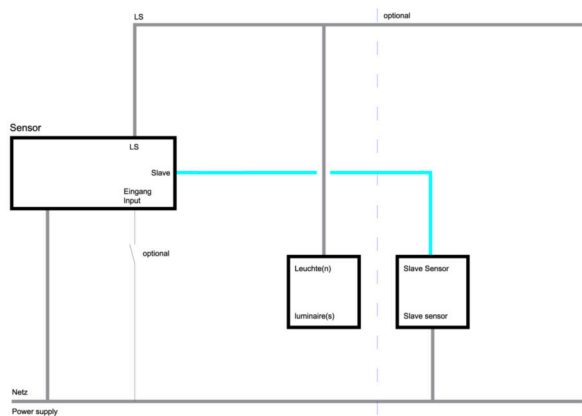 LS
optional
Sensor
LS
Slave
Eingang
Input
optional
Leuchte(n)
luminaire(s)
Slave Sensor
Slave sensor
Netz
Power supply